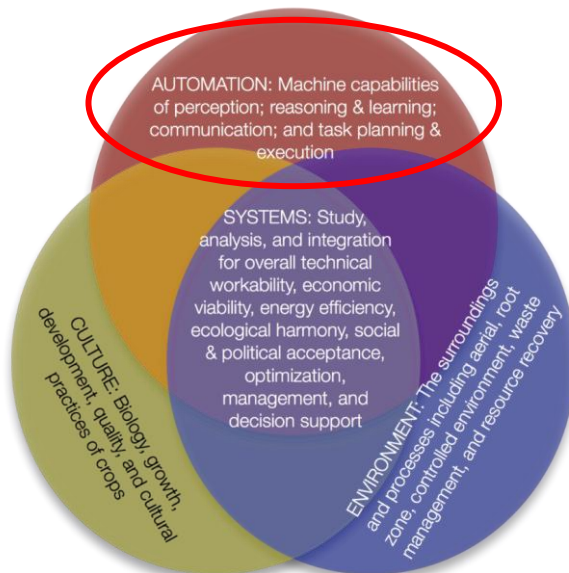 AUTOMATION: Machine capabilities
of perception; reasoning & learning;
communication; and task planning &
execution
SYSTEMS: Study,
analysis, and integration
for overall technical
workability, economic
viability, energy efficiency,
ecological harmony, social
& political acceptance,
optimization,
management, and
decision support
CULTURE: Biology, growth,
development, quality, and cultural
practices of crops
ENVIRONMENT: The surroundings
and processes including aerial, root
zone, controlled environment, waste
management, and resource recovery